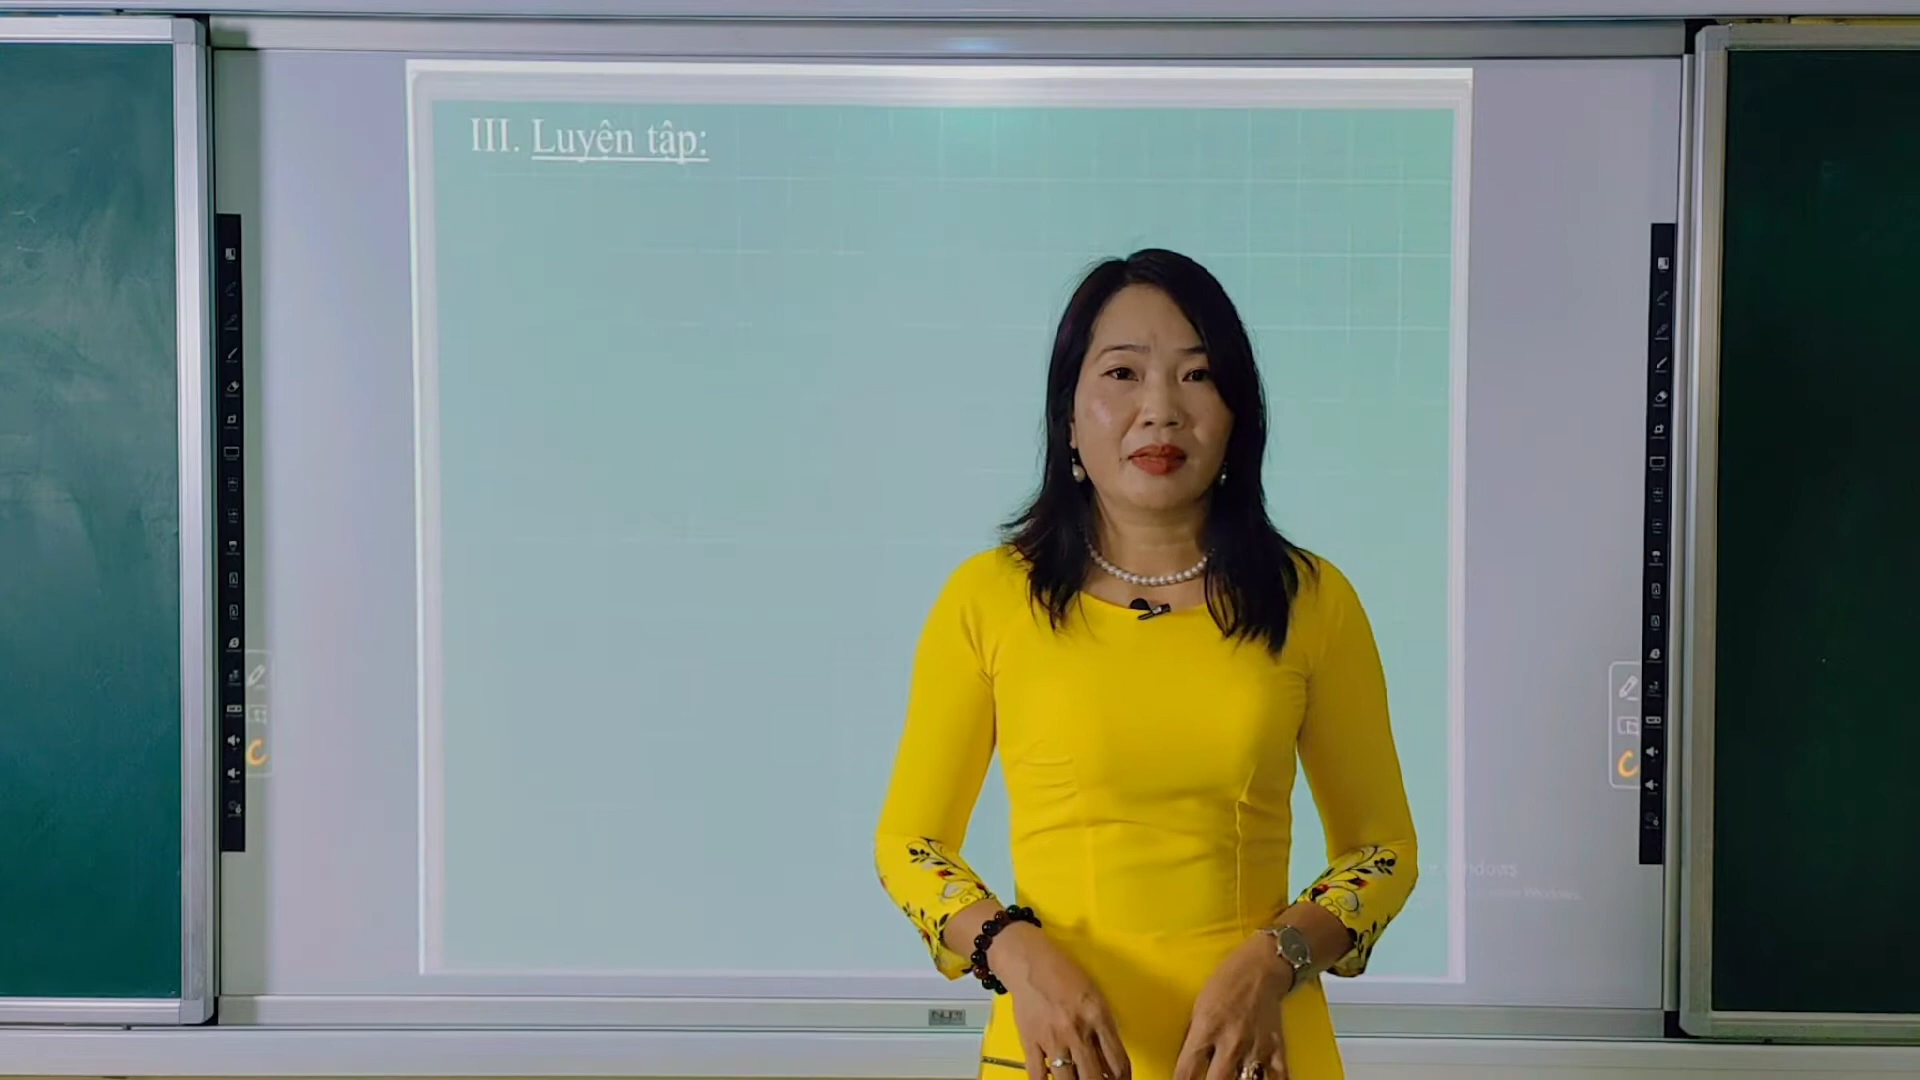 III. Luyện tập: